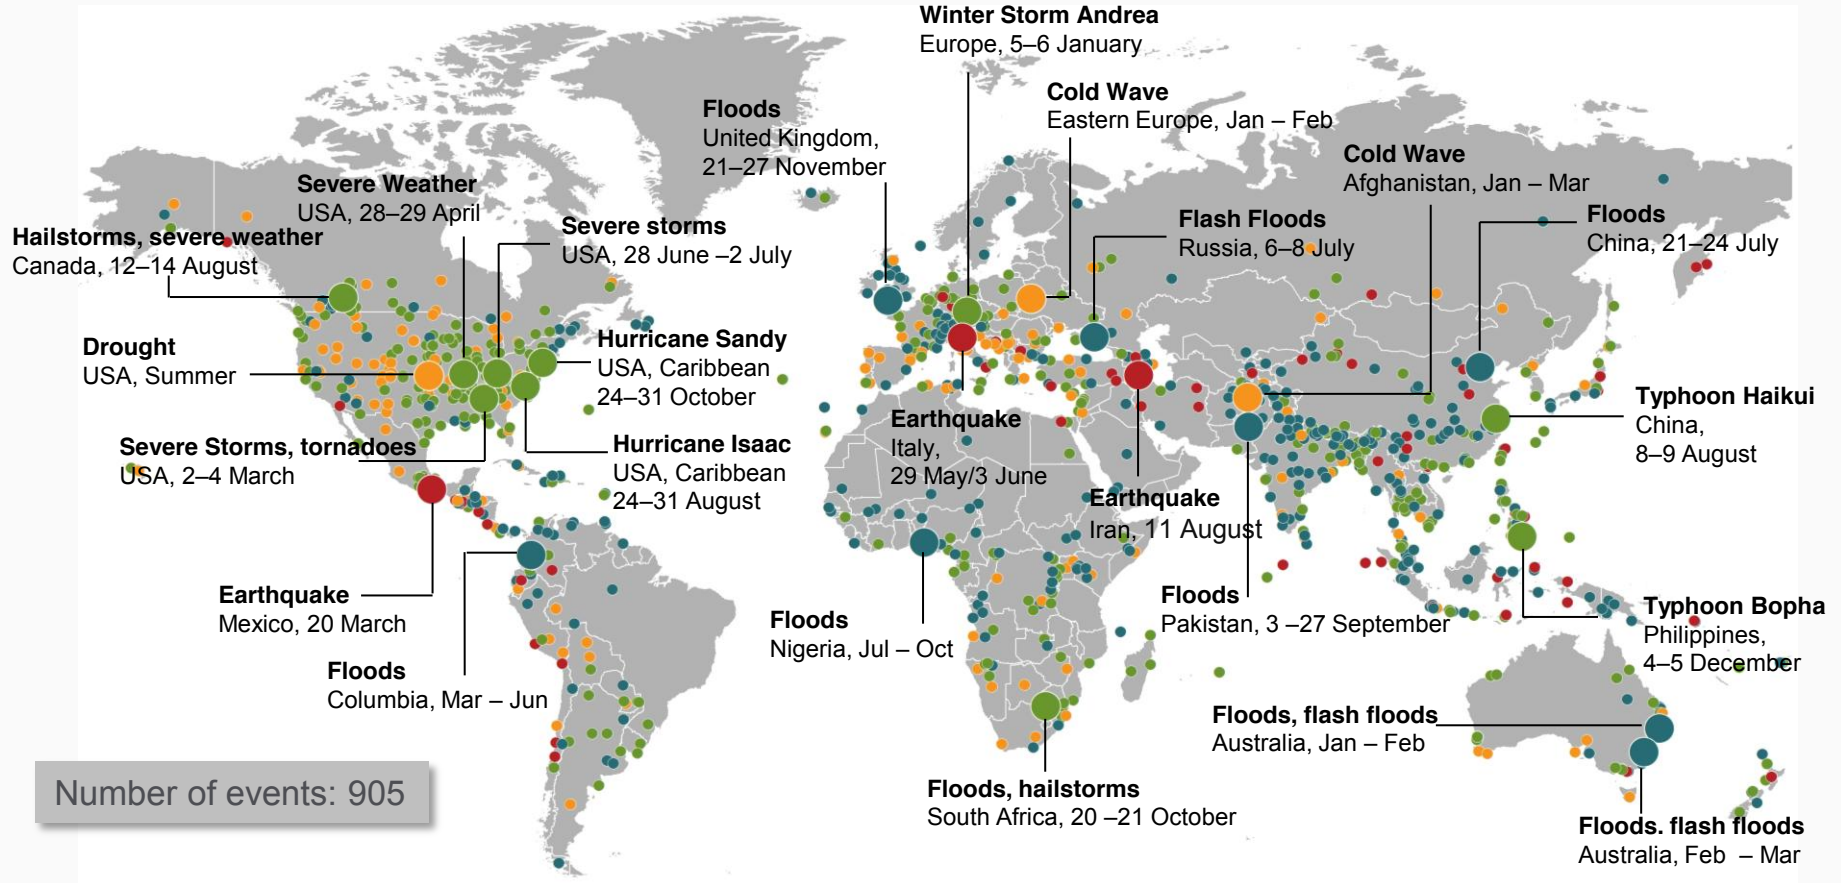 Winter Storm Andrea
Europe, 5–6 January
Cold Wave
Eastern Europe, Jan – Feb
Floods
United Kingdom,
21–27 November
Cold Wave
Afghanistan, Jan – Mar
Severe Weather
USA, 28–29 April
Severe storms
USA, 28 June –2 July
Flash Floods
Russia, 6–8 July
Floods
China, 21–24 July
Hailstorms, severe weather
Canada, 12–14 August
Drought
USA, Summer
Hurricane Sandy
USA, Caribbean
24–31 October
Typhoon Haikui
China,
8–9 August
Severe Storms, tornadoes
USA, 2–4 March
Hurricane Isaac
USA, Caribbean
24–31 August
Earthquake
Italy,
29 May/3 June
Earthquake
Iran, 11 August
Earthquake
Mexico, 20 March
Floods
Columbia, Mar – Jun
Floods
Nigeria, Jul – Oct
Floods
Pakistan, 3 –27 September
Typhoon Bopha
Philippines,
4–5 December
Floods, flash floods
Australia, Jan – Feb
Floods, hailstorms
South Africa, 20 –21 October
Floods. flash floods
Australia, Feb – Mar
Number of events: 905